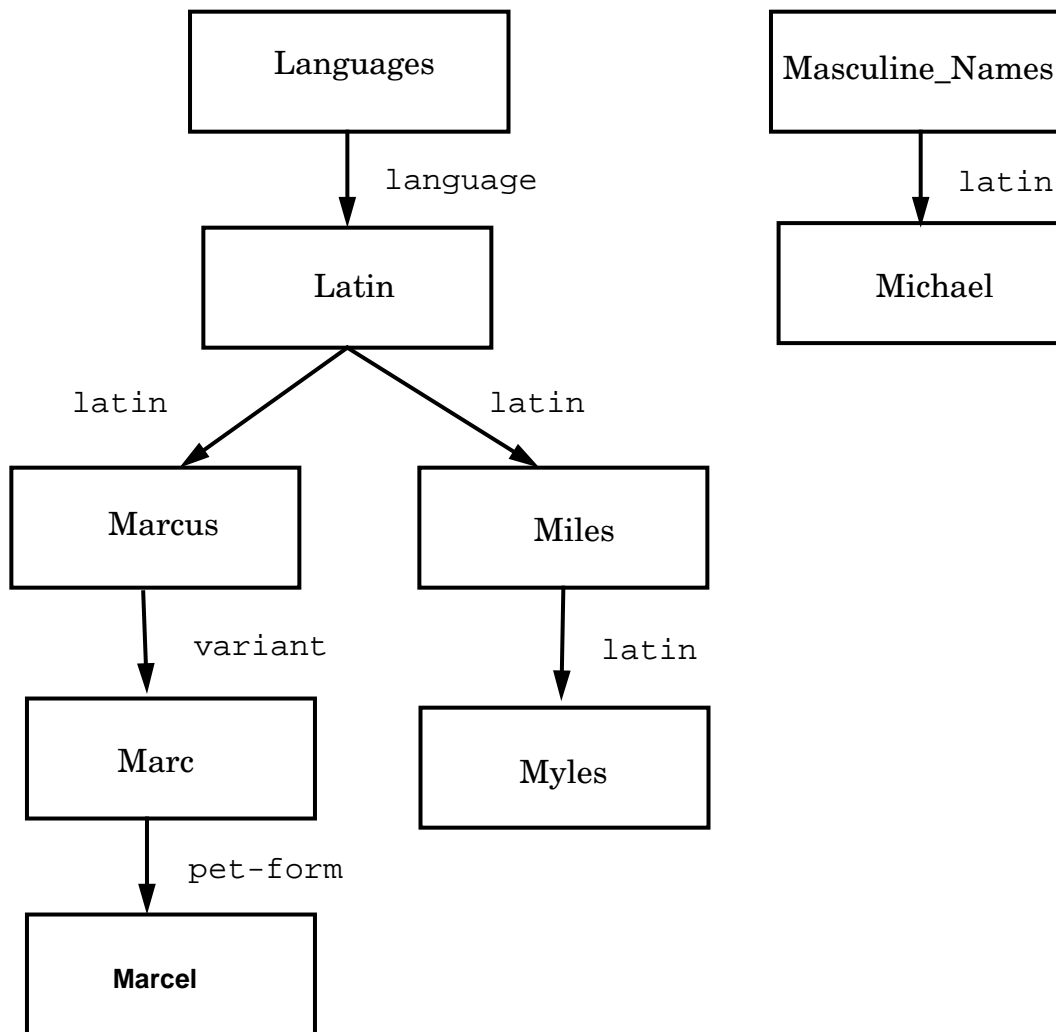 Languages
Masculine_Names
language
latin
Latin
Michael
latin
latin
Marcus
Miles
variant
latin
Marc
Myles
pet-form
Marcel